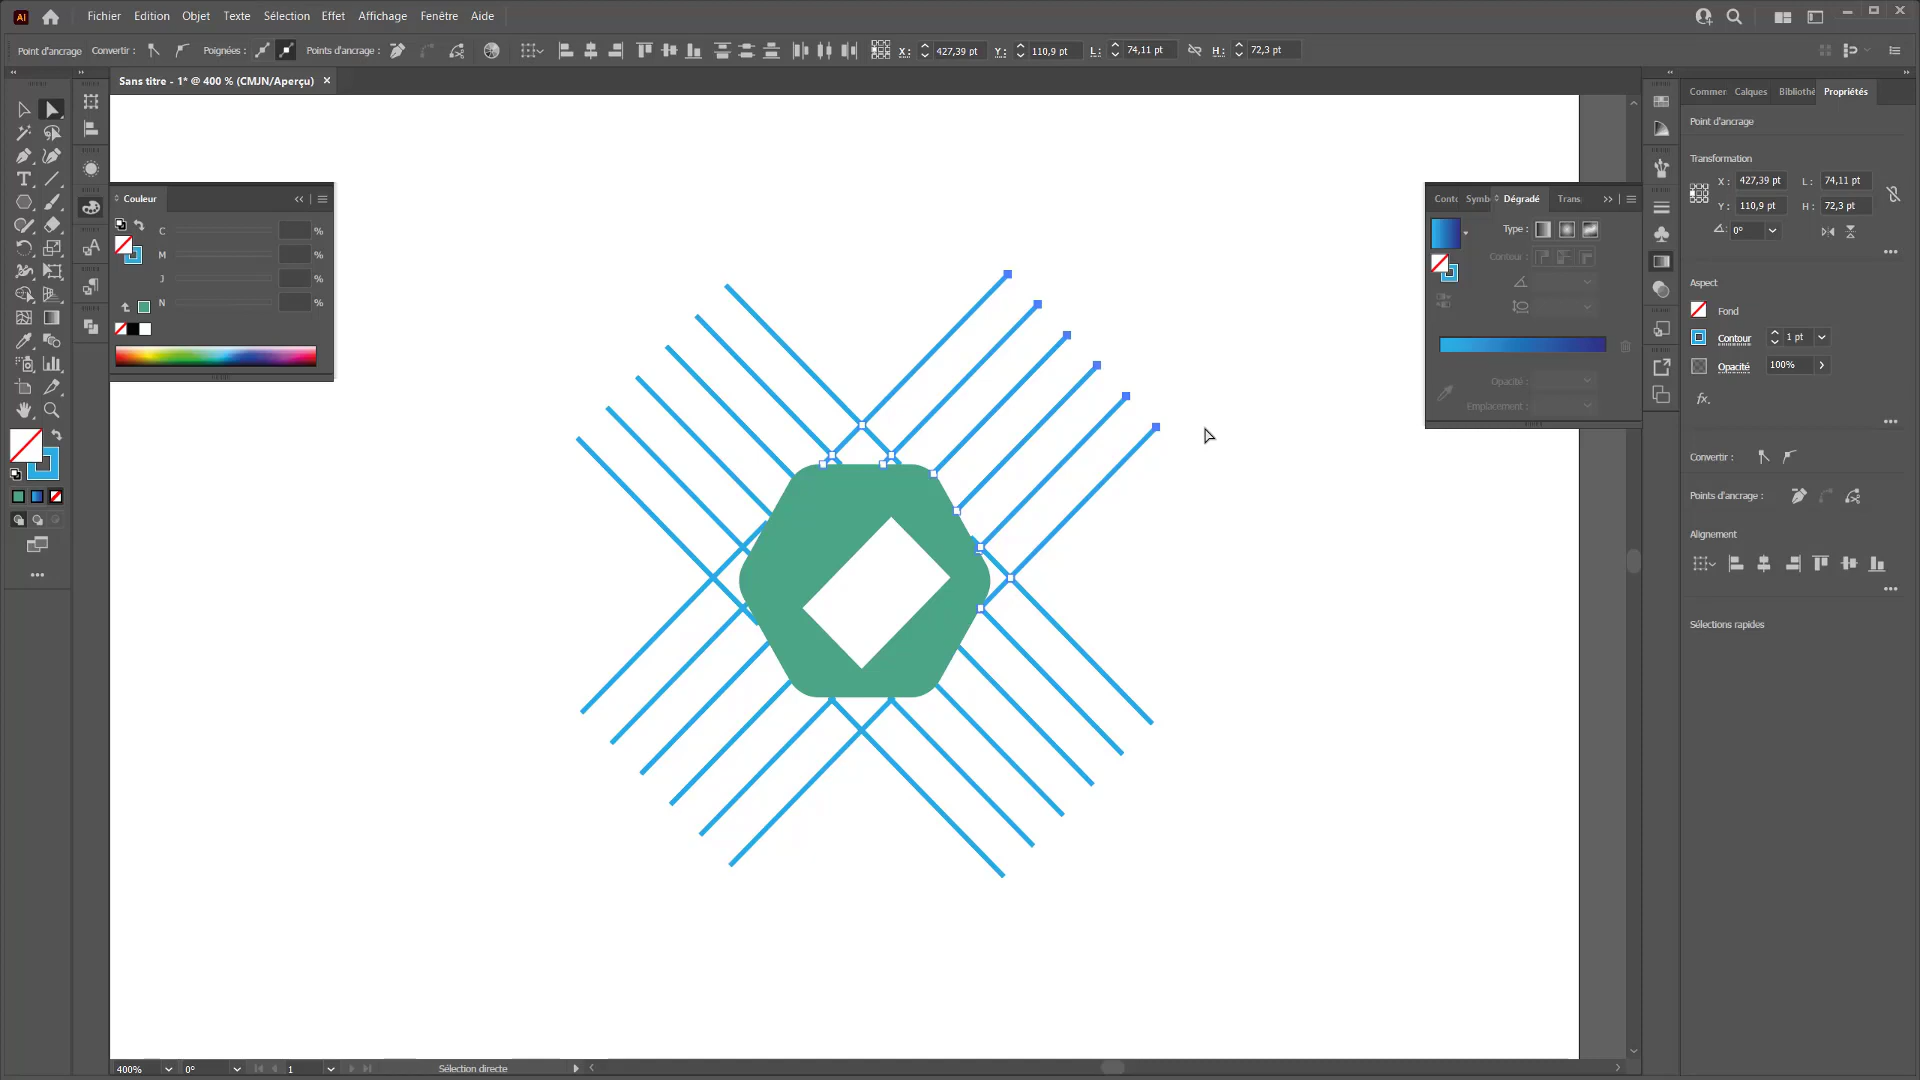 Ai Fichier Edition Objet Texte Sélection Effet Affichage Fenêtre Aide
Point d'ancrage Convertir : Poignées : Points d'ancrage : X: 427,39 pt Y: 110,9 pt L: 74,11 pt H: 72,3 pt
Sans titre - 1* @ 400 % (CMJN/Aperçu) ×
Commer Calques Bibliothè Propriétés
Point d'ancrage
Transformation
X : 427,39 pt L : 74,11 pt
Y : 110,9 pt H : 72,3 pt
0°
Couleur
C %
M %
J %
N %
Contc Symb Dégradé Trans
Type :
Contour :
Opacité :
Emplacement :
Aspect
Fond
Contour 1 pt
Opacité 100%
fx.
Convertir :
Points d'ancrage :
Alignement
Sélections rapides
400% 0° 1 Sélection directe